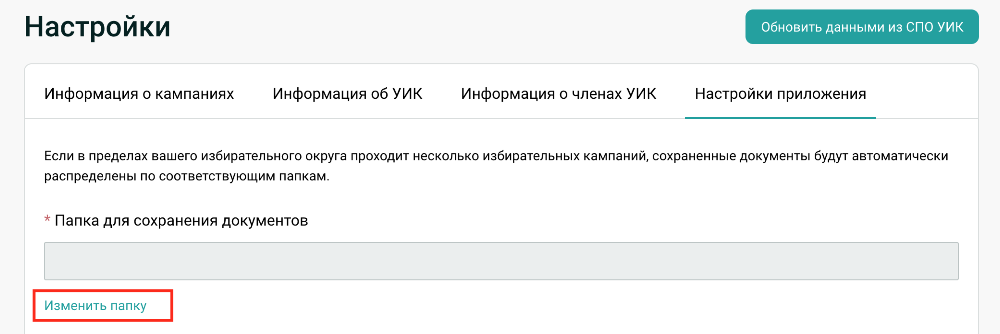 Настройки
Обновить данными из СПО УИК
Информация о кампаниях
Информация об УИК
Информация о членах УИК
Настройки приложения
Если в пределах вашего избирательного округа проходит несколько избирательных кампаний, сохраненные документы будут автоматически
распределены по соответствующим папкам.
* Папка для сохранения документов
Изменить папку